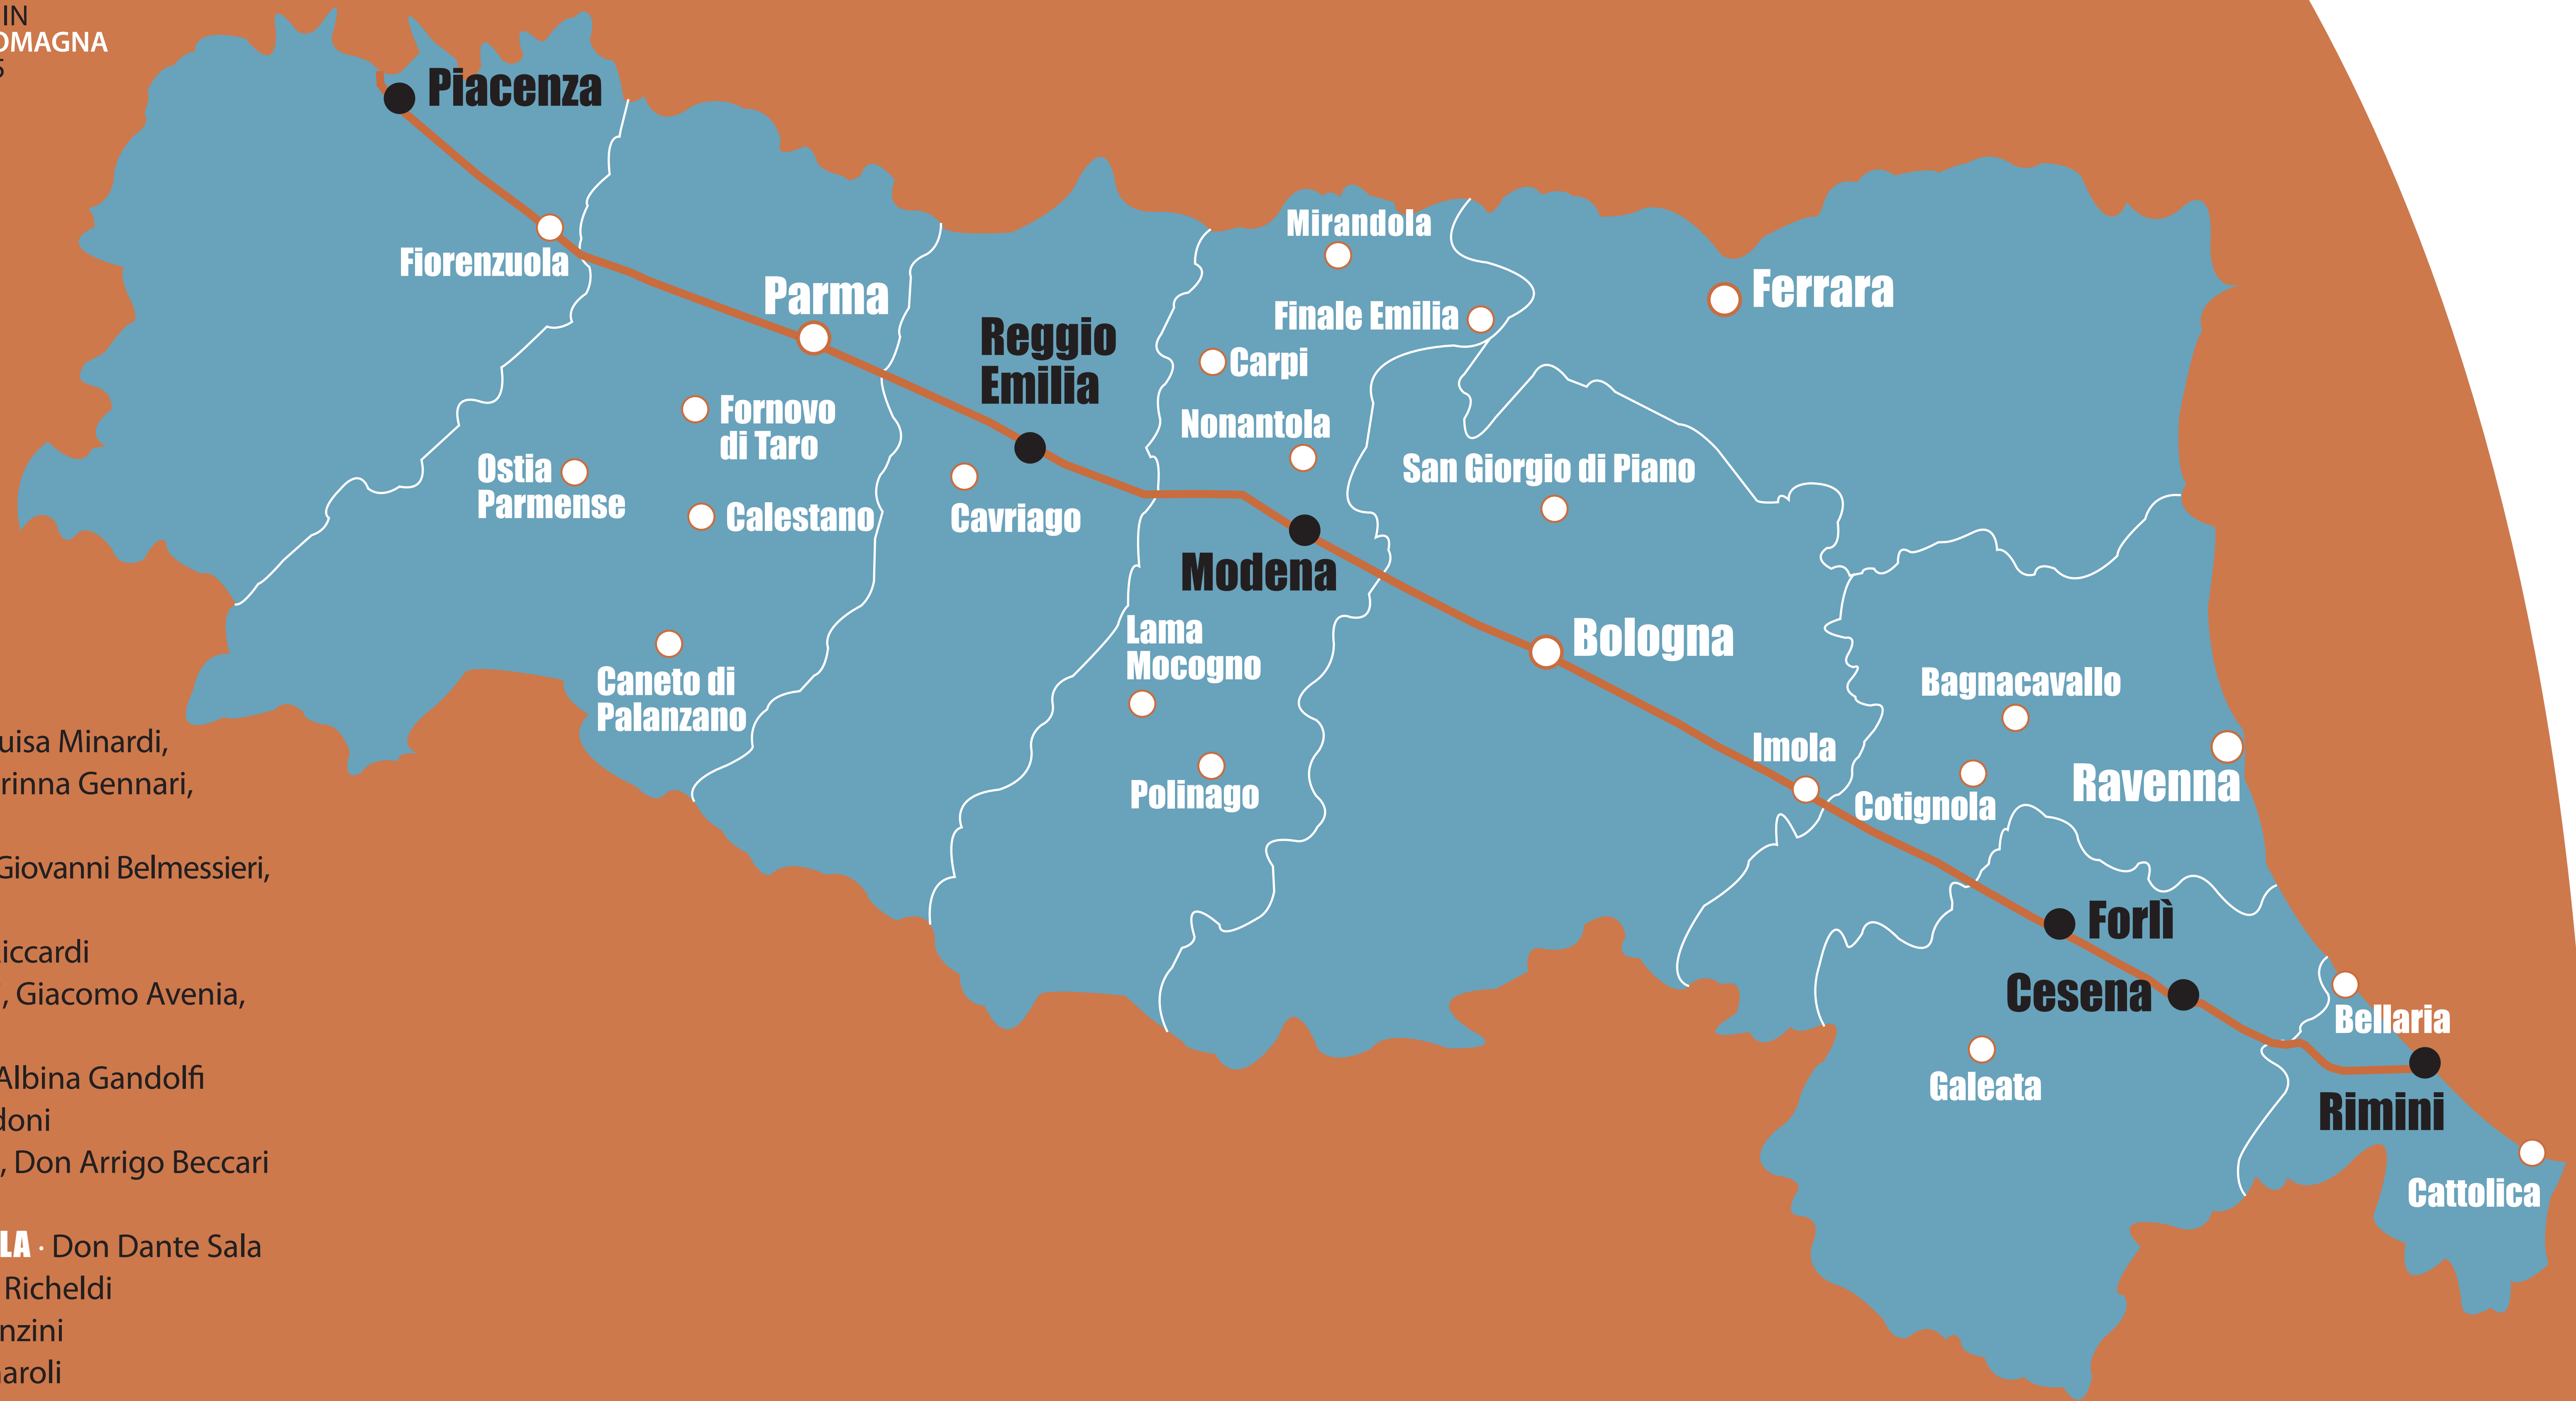 IN
OMAGNA
5
Piacenza
Fiorenzuola
Parma
Reggio
Emilia
Mirandola
Finale Emilia
Carpi
Nonantola
Ferrara
Fornovo
di Taro
Ostia
Parmense
Calestano
Cavriago
San Giorgio di Piano
Modena
Caneto di
Palanzano
Lama
Mocogno
Polinago
Bologna
Imola
Bagnacavallo
Cotignola
Ravenna
Forlì
Cesena
Galeata
Bellaria
Rimini
Cattolica
uisa Minardi,
rinna Gennari,
Giovanni Belmessieri,
iccardi
, Giacomo Avenia,
Albina Gandolfi
doni
, Don Arrigo Beccari
LA · Don Dante Sala
Richeldi
nzini
aroli